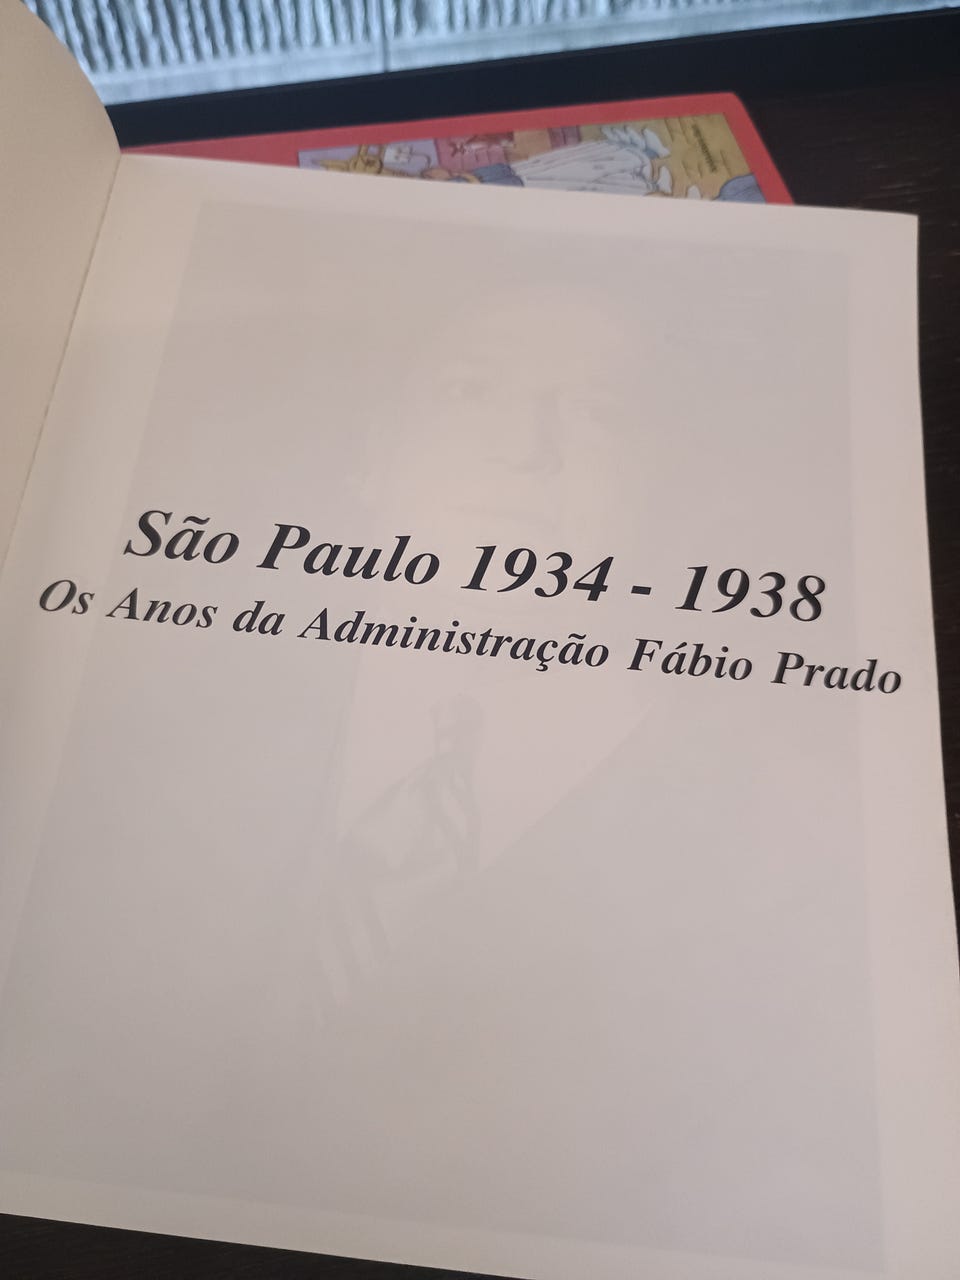 São Paulo 1934 - 1938
Os Anos da Administração Fábio Prado